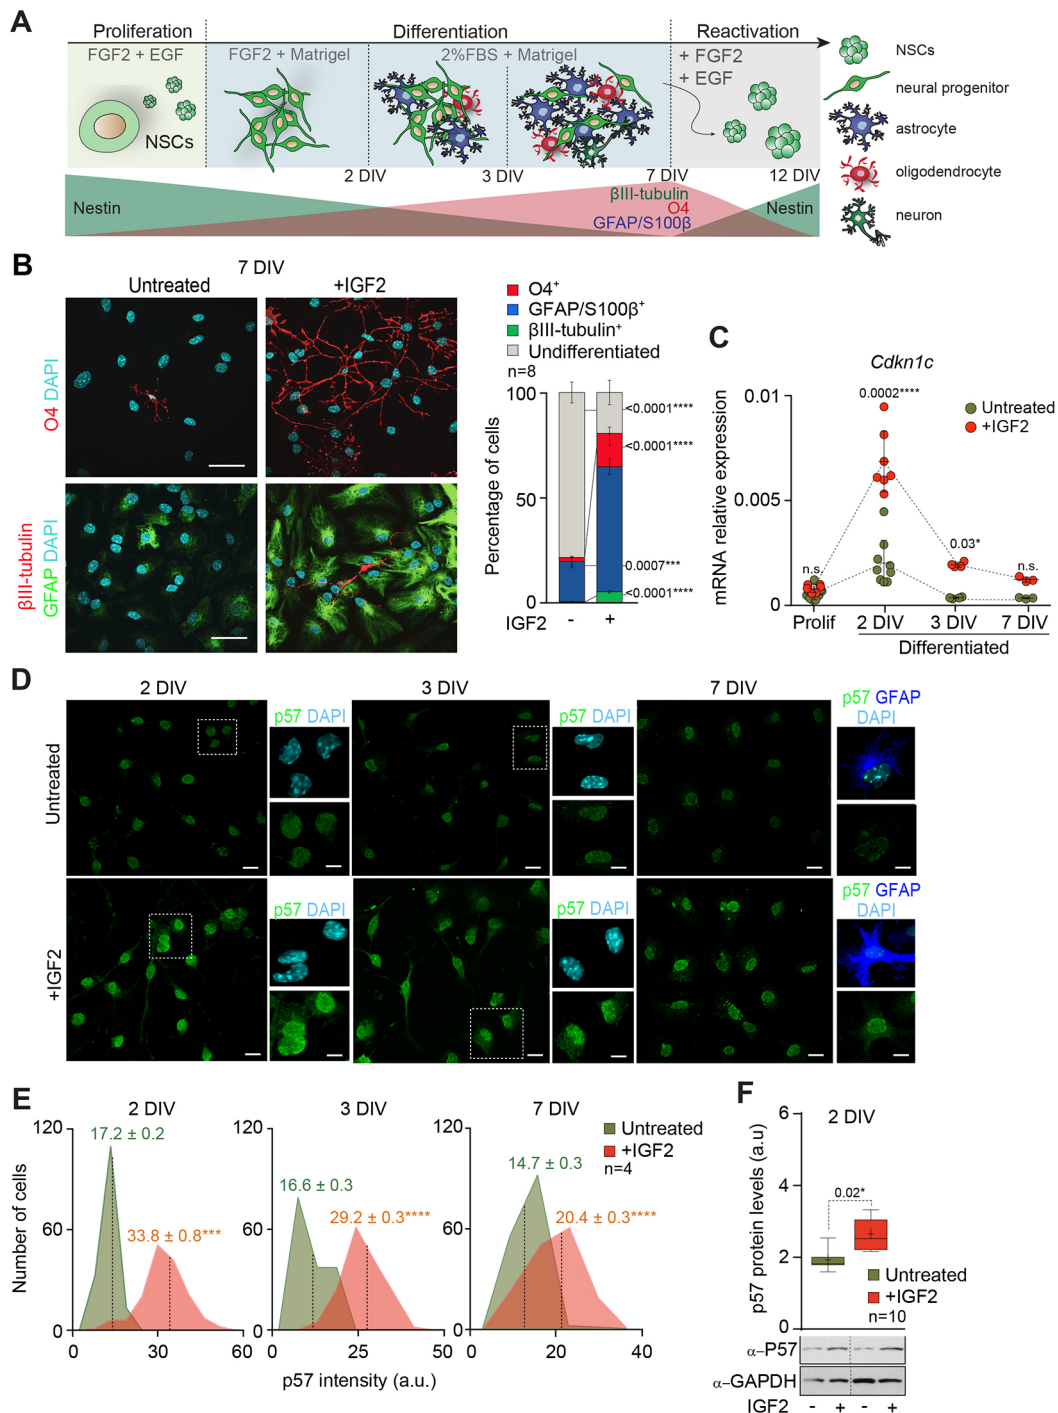 A
Proliferation
Differentiation
Reactivation
FGF2 + EGF
FGF2 + Matrigel
2%FBS + Matrigel
+ FGF2
+ EGF
NSCs
NSCs
neural progenitor
astrocyte
oligodendrocyte
neuron
2 DIV
3 DIV
7 DIV
12 DIV
Nestin
βIII-tubulin
O4
GFAP/S100β
Nestin
B
7 DIV
Untreated
+IGF2
O4 DAPI
βIII-tubulin
GFAP DAPI
O4⁺
GFAP/S100β⁺
βIII-tubulin⁺
Undifferentiated
n=8
Percentage of cells
100
50
0
<0.0001****
<0.0001****
0.0007***
<0.0001****
IGF2 - +
C
Cdkn1c
mRNA relative expression
0.01
0.005
0
0.0002****
Untreated
+IGF2
n.s.
0.03*
n.s.
Prolif 2 DIV 3 DIV 7 DIV
Differentiated
D
2 DIV
3 DIV
7 DIV
Untreated
p57 DAPI
p57 DAPI
p57 GFAP
DAPI
+IGF2
p57 DAPI
p57 DAPI
p57 GFAP
DAPI
E
2 DIV
3 DIV
7 DIV
Number of cells
120
60
0
17.2 ± 0.2
33.8 ± 0.8***
0 30 60
120
60
0
16.6 ± 0.3
29.2 ± 0.3****
0 25 50
120
60
0
14.7 ± 0.3
20.4 ± 0.3****
0 20 40
Untreated
+IGF2
n=4
p57 intensity (a.u.)
F
2 DIV
p57 protein levels (a.u)
6
4
2
0
0.02*
Untreated
+IGF2
n=10
α–P57
α–GAPDH
IGF2 - + - +